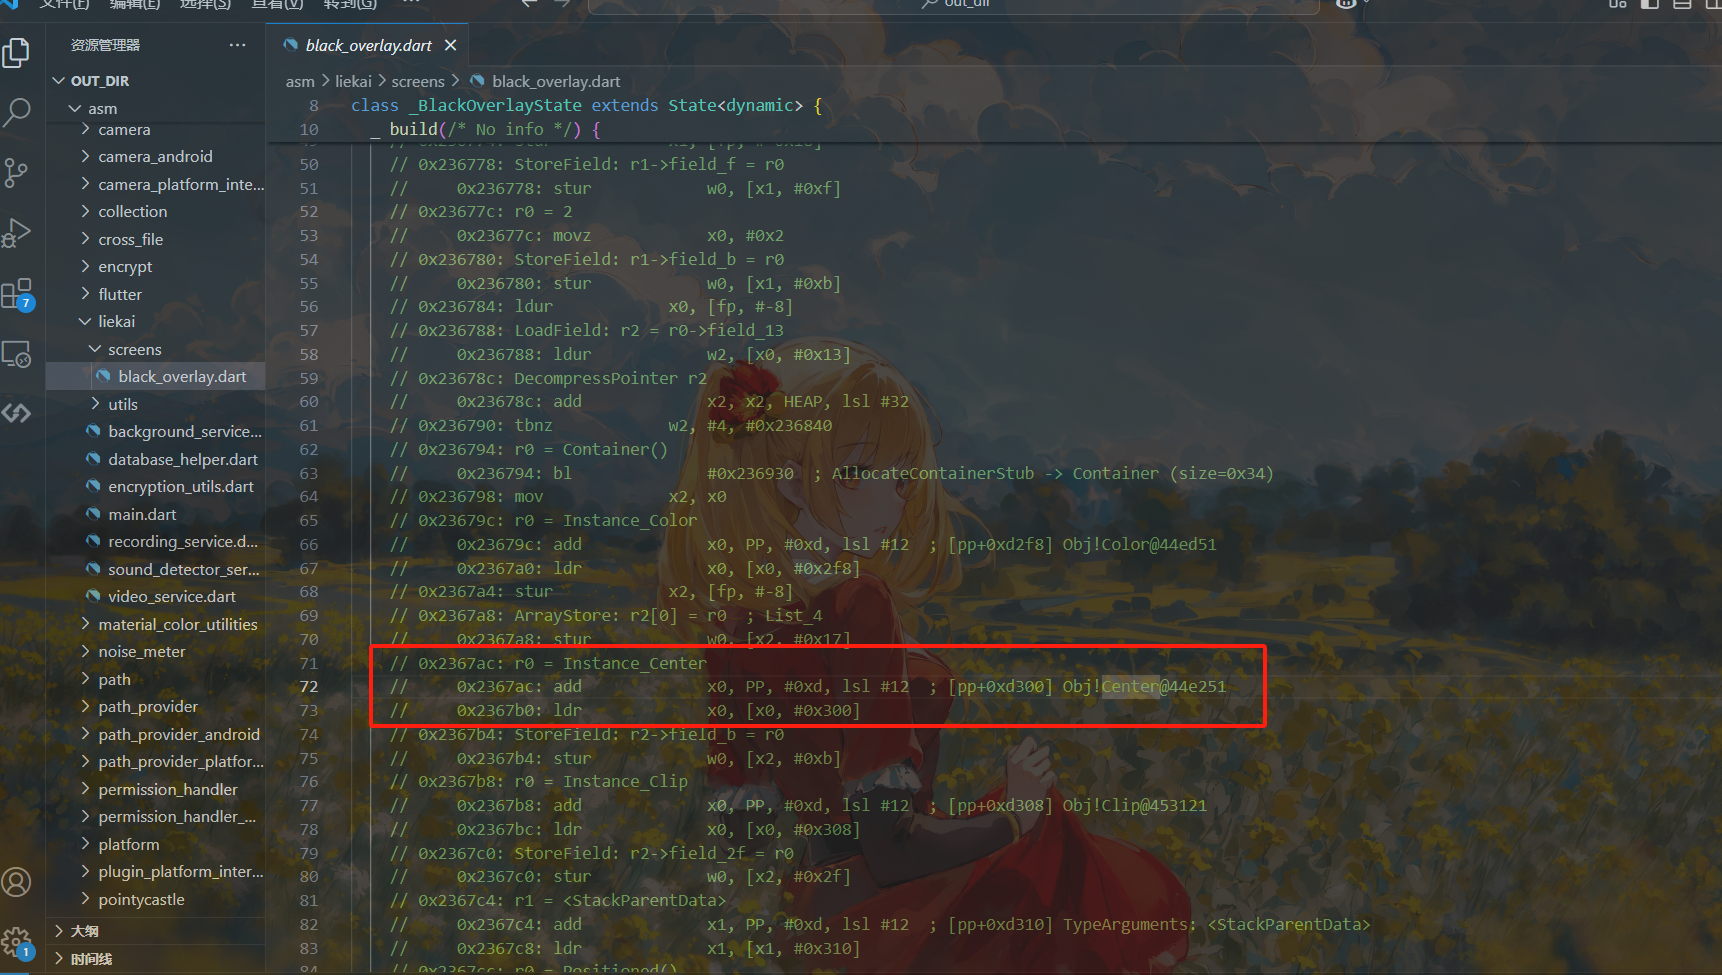 文件(F) 编辑(E) 选择(S) 查看(V) 转到(G) ··· out_dir
资源管理器
OUT_DIR
asm
camera
camera_android
camera_platform_inte...
collection
cross_file
encrypt
flutter
liekai
screens
black_overlay.dart
utils
background_service...
database_helper.dart
encryption_utils.dart
main.dart
recording_service.d...
sound_detector_ser...
video_service.dart
material_color_utilities
noise_meter
path
path_provider
path_provider_android
path_provider_platfor...
permission_handler
permission_handler_...
platform
plugin_platform_inter...
pointycastle
大纲
时间线
7
1
black_overlay.dart
asm > liekai > screens > black_overlay.dart
8 class _BlackOverlayState extends State<dynamic> {
10 _ build(/* No info */) {
50 // 0x236778: StoreField: r1->field_f = r0
51 // 0x236778: stur w0, [x1, #0xf]
52 // 0x23677c: r0 = 2
53 // 0x23677c: movz x0, #0x2
54 // 0x236780: StoreField: r1->field_b = r0
55 // 0x236780: stur w0, [x1, #0xb]
56 // 0x236784: ldur x0, [fp, #-8]
57 // 0x236788: LoadField: r2 = r0->field_13
58 // 0x236788: ldur w2, [x0, #0x13]
59 // 0x23678c: DecompressPointer r2
60 // 0x23678c: add x2, x2, HEAP, lsl #32
61 // 0x236790: tbnz w2, #4, #0x236840
62 // 0x236794: r0 = Container()
63 // 0x236794: bl #0x236930 ; AllocateContainerStub -> Container (size=0x34)
64 // 0x236798: mov x2, x0
65 // 0x23679c: r0 = Instance_Color
66 // 0x23679c: add x0, PP, #0xd, lsl #12 ; [pp+0xd2f8] Obj!Color@44ed51
67 // 0x2367a0: ldr x0, [x0, #0x2f8]
68 // 0x2367a4: stur x2, [fp, #-8]
69 // 0x2367a8: ArrayStore: r2[0] = r0 ; List_4
70 // 0x2367a8: stur w0, [x2, #0x17]
71 // 0x2367ac: r0 = Instance_Center
72 // 0x2367ac: add x0, PP, #0xd, lsl #12 ; [pp+0xd300] Obj!Center@44e251
73 // 0x2367b0: ldr x0, [x0, #0x300]
74 // 0x2367b4: StoreField: r2->field_b = r0
75 // 0x2367b4: stur w0, [x2, #0xb]
76 // 0x2367b8: r0 = Instance_Clip
77 // 0x2367b8: add x0, PP, #0xd, lsl #12 ; [pp+0xd308] Obj!Clip@453121
78 // 0x2367bc: ldr x0, [x0, #0x308]
79 // 0x2367c0: StoreField: r2->field_2f = r0
80 // 0x2367c0: stur w0, [x2, #0x2f]
81 // 0x2367c4: r1 = <StackParentData>
82 // 0x2367c4: add x1, PP, #0xd, lsl #12 ; [pp+0xd310] TypeArguments: <StackParentData>
83 // 0x2367c8: ldr x1, [x1, #0x310]
84 // 0x2367cc: r0 = Positioned()